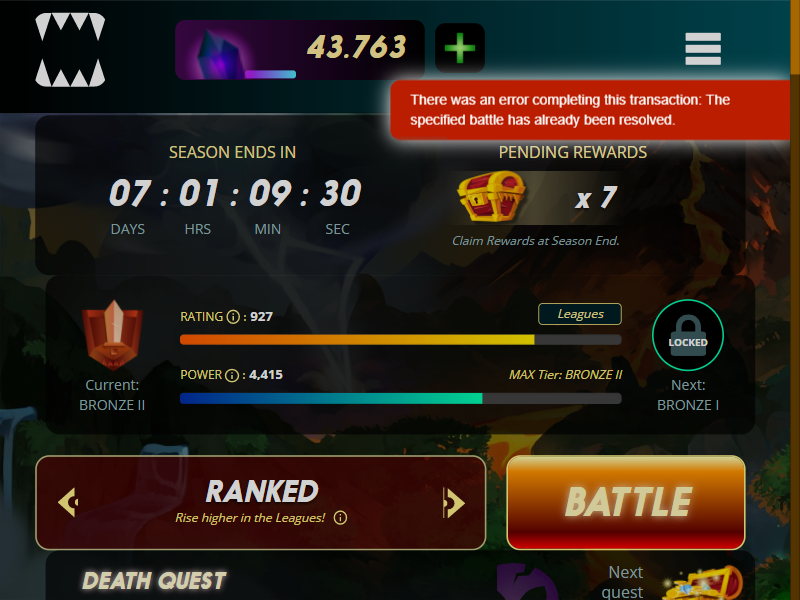 43.763
There was an error completing this transaction: The
specified battle has already been resolved.
SEASON ENDS IN
07 : 01 : 09 : 30
DAYS HRS MIN SEC
PENDING REWARDS
x 7
Claim Rewards at Season End.
Current:
BRONZE II
RATING i : 927
Leagues
POWER i : 4,415
MAX Tier: BRONZE II
LOCKED
Next:
BRONZE I
RANKED
Rise higher in the Leagues! i
BATTLE
DEATH QUEST
Next
quest